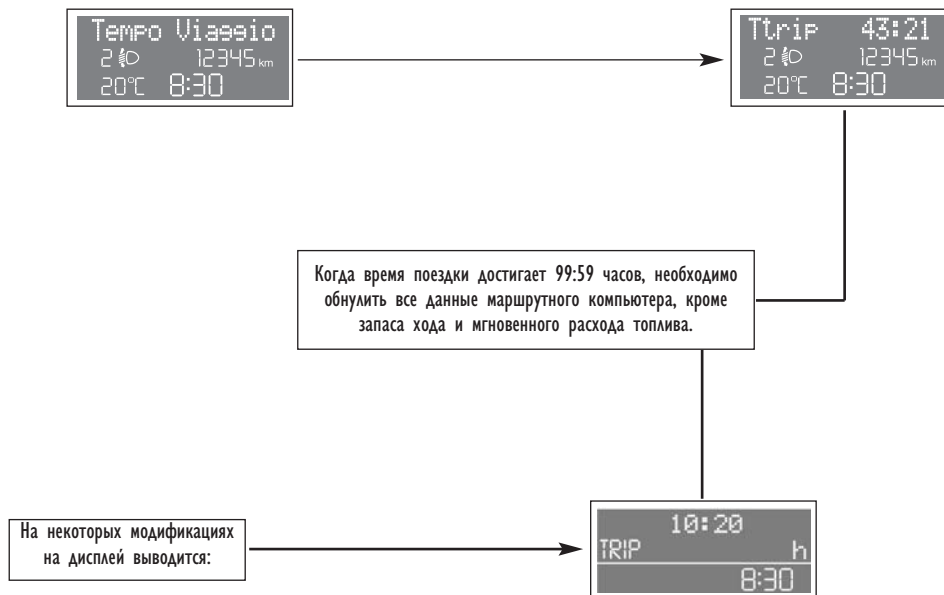 Tempo Viaggio
2 12345 km
20°C 8:30
Ttrip 43:21
2 12345 km
20°C 8:30
Когда время поездки достигает 99:59 часов, необходимо
обнулить все данные маршрутного компьютера, кроме
запаса хода и мгновенного расхода топлива.
На некоторых модификациях
на дисплей выводится:
10:20
TRIP h
8:30